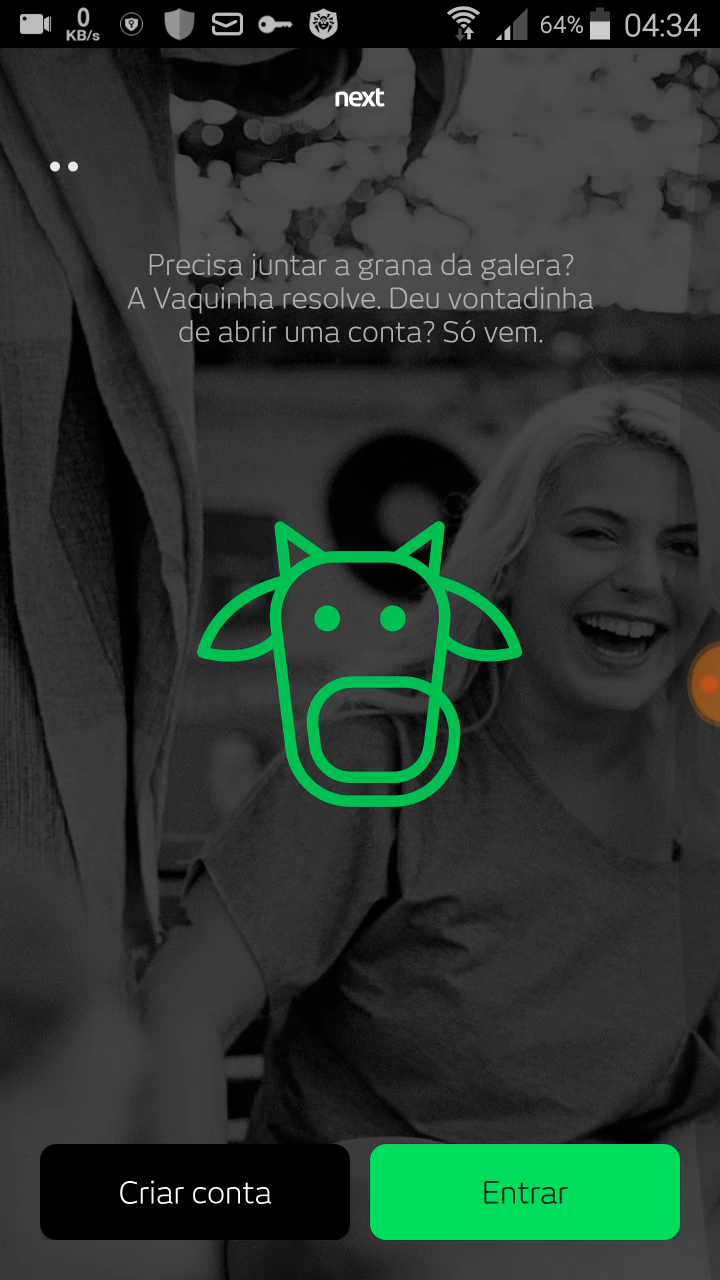 0
KB/s
64%
04:34
next
Precisa juntar a grana da galera?
A Vaquinha resolve. Deu vontadinha
de abrir uma conta? Só vem.
Criar conta
Entrar